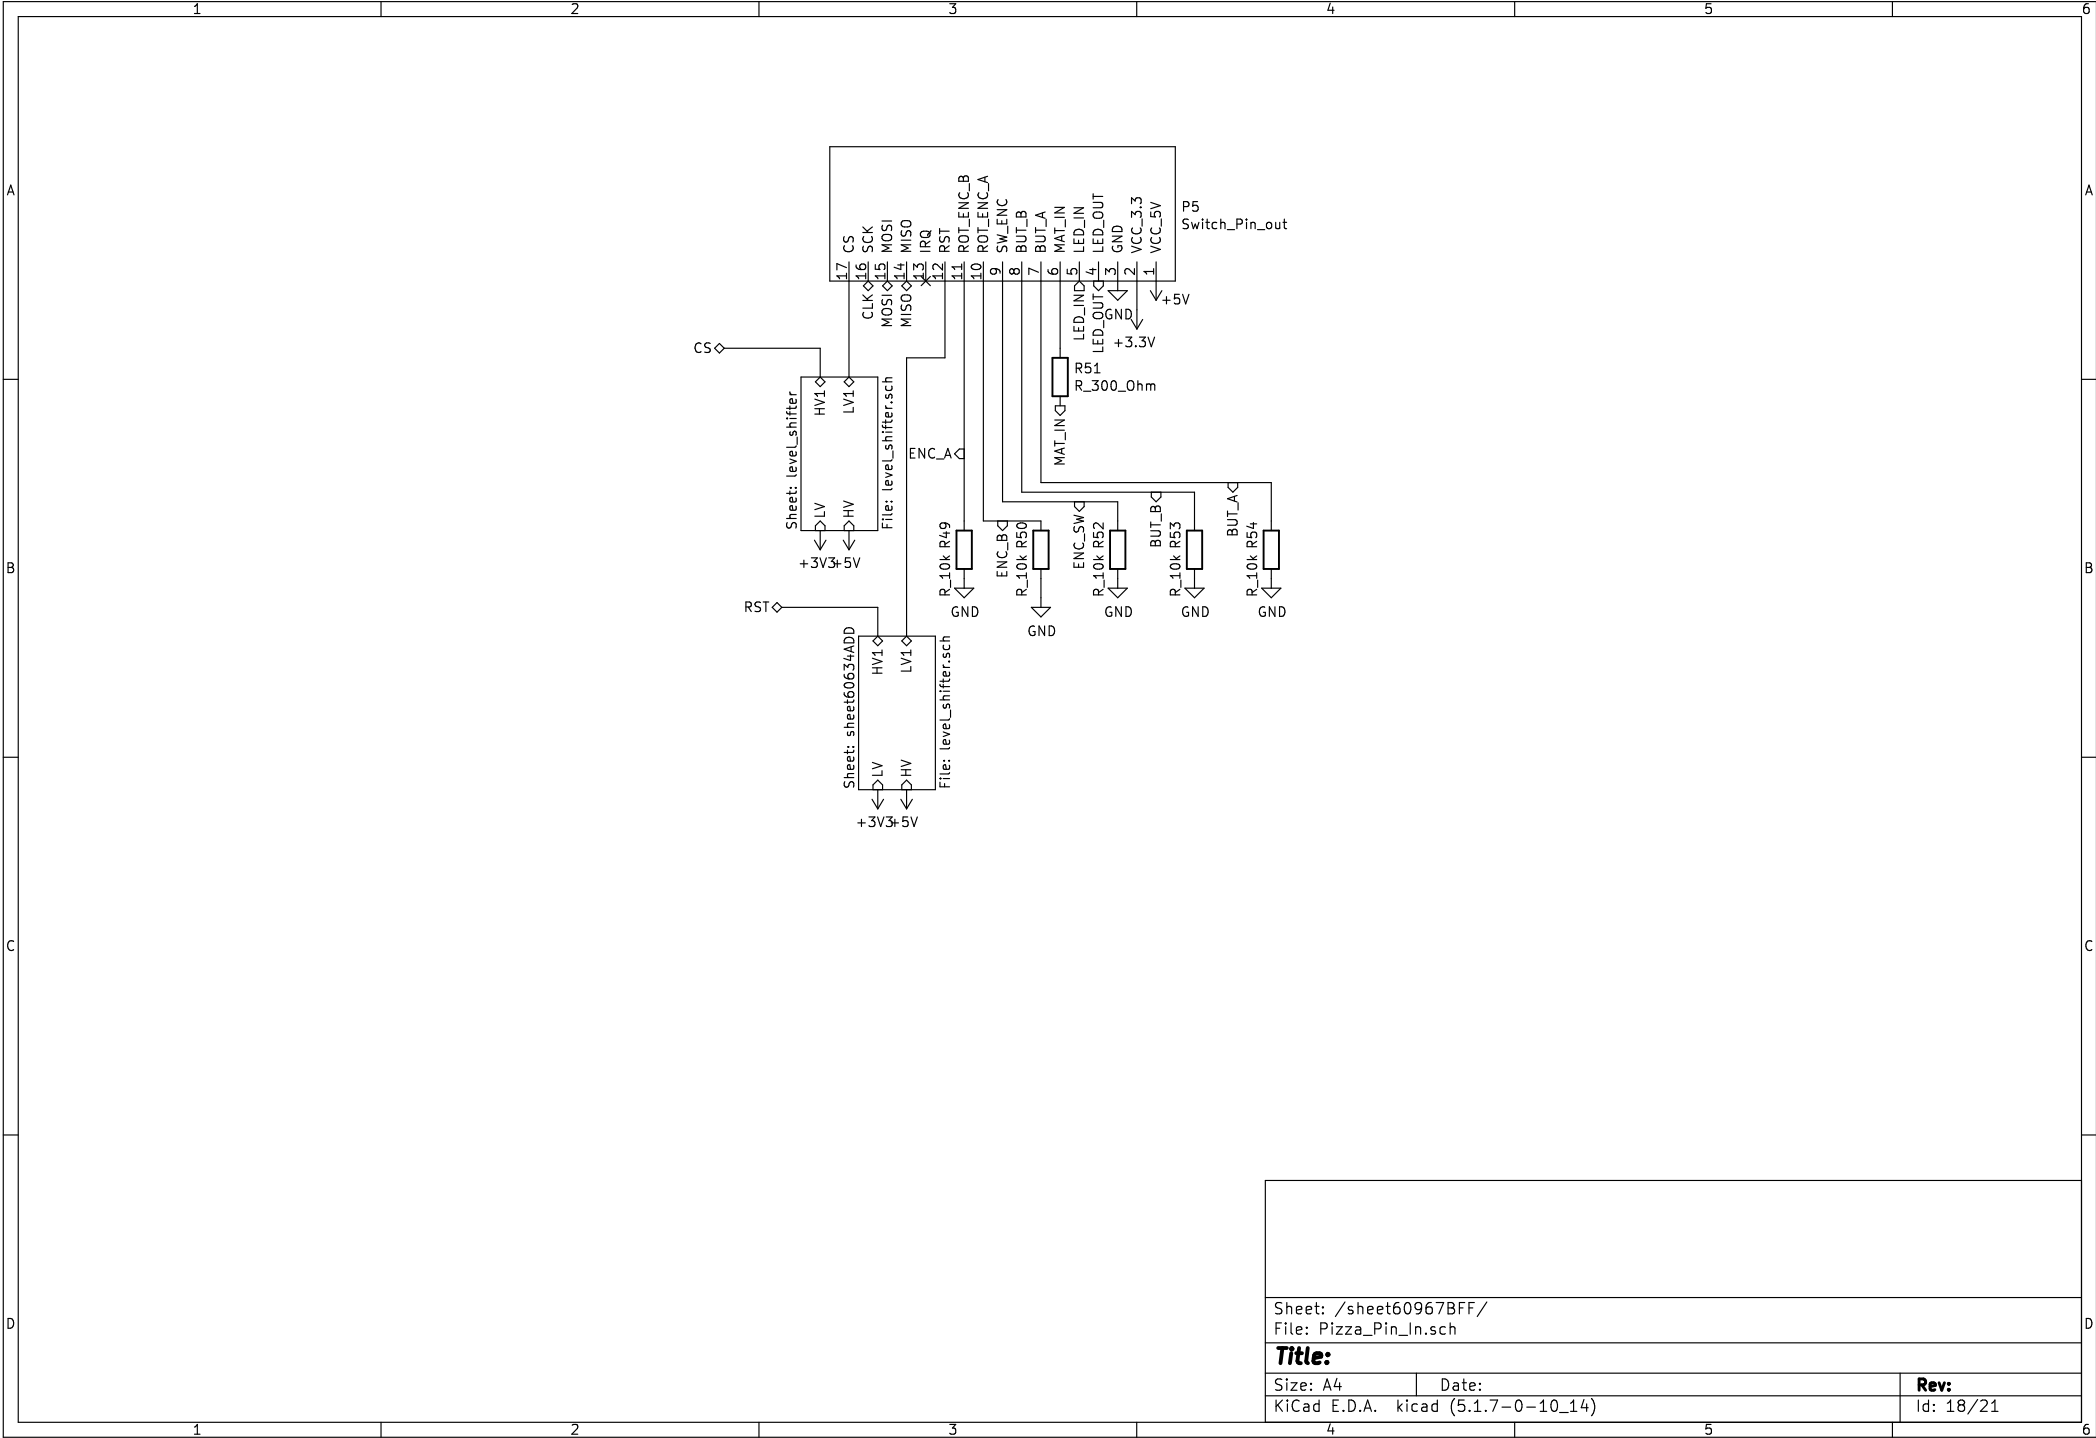 1 2 3 4 5 6
A A
ROT_ENC_B
ROT_ENC_A
SW_ENC
BUT_B
BUT_A
MAT_IN
LED_IN
LED_OUT
GND
VCC_3.3
VCC_5V
CS
SCK
MOSI
MISO
IRQ
RST
P5
Switch_Pin_out
17 16 15 14 13 12 11 10 9 8 7 6 5 4 3 2 1
CLK
MOSI
MISO
LED_IN
LED_OUT
GND
+5V
+3.3V
CS
R51
R_300_Ohm
MAT_IN
Sheet: level_shifter
HV1
LV1
LV
HV
File: level_shifter.sch
+3V3
+5V
ENC_A
R_10k R49
ENC_B
R_10k R50
ENC_SW
R_10k R52
BUT_B
R_10k R53
BUT_A
R_10k R54
B B
GND
GND
GND
GND
GND
RST
Sheet: sheet60634ADD
HV1
LV1
LV
HV
File: level_shifter.sch
+3V3
+5V
C C
D D
Sheet: /sheet60967BFF/
File: Pizza_Pin_In.sch
Title:
Size: A4 Date: Rev:
KiCad E.D.A. kicad (5.1.7-0-10_14) Id: 18/21
1 2 3 4 5 6